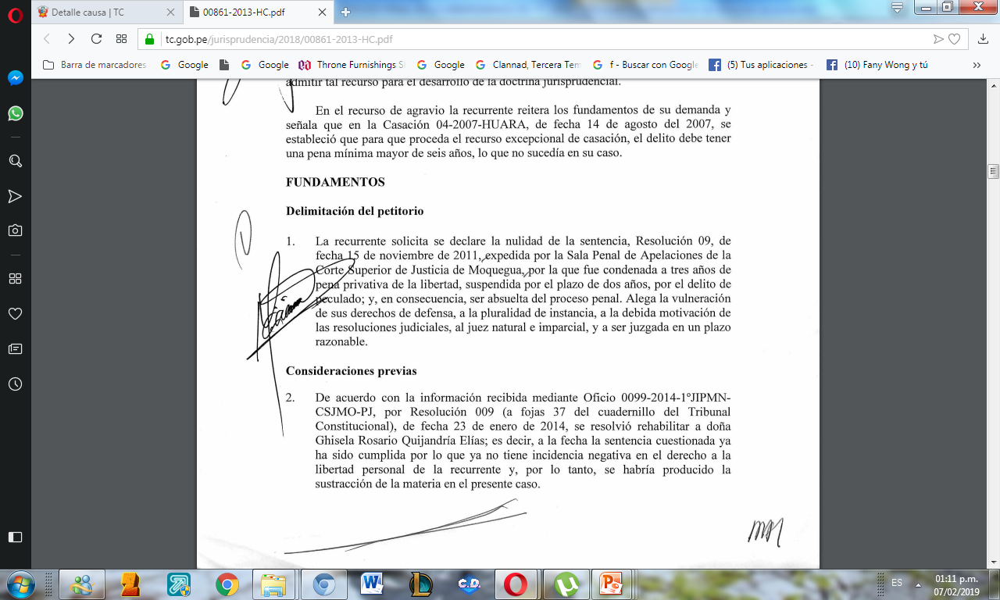 Detalle causa | TC
00861-2013-HC.pdf
tc.gob.pe/jurisprudencia/2018/00861-2013-HC.pdf
Barra de marcadores
Google
Google
Throne Furnishings S
Google
Clannad, Tercera Tem
f - Buscar con Google
(5) Tus aplicaciones -
(10) Fany Wong y tú
admitir tal recurso para el desarrollo de la doctrina jurisprudencial.
En el recurso de agravio la recurrente reitera los fundamentos de su demanda y
señala que en la Casación 04-2007-HUARA, de fecha 14 de agosto del 2007, se
estableció que para que proceda el recurso excepcional de casación, el delito debe tener
una pena mínima mayor de seis años, lo que no sucedía en su caso.
FUNDAMENTOS
Delimitación del petitorio
1. La recurrente solicita se declare la nulidad de la sentencia, Resolución 09, de
fecha 15 de noviembre de 2011, expedida por la Sala Penal de Apelaciones de la
Corte Superior de Justicia de Moquegua, por la que fue condenada a tres años de
pena privativa de la libertad, suspendida por el plazo de dos años, por el delito de
peculado; y, en consecuencia, ser absuelta del proceso penal. Alega la vulneración
de sus derechos de defensa, a la pluralidad de instancia, a la debida motivación de
las resoluciones judiciales, al juez natural e imparcial, y a ser juzgada en un plazo
razonable.
Consideraciones previas
2. De acuerdo con la información recibida mediante Oficio 0099-2014-1ºJIPMN-
CSJMO-PJ, por Resolución 009 (a fojas 37 del cuadernillo del Tribunal
Constitucional), de fecha 23 de enero de 2014, se resolvió rehabilitar a doña
Ghisela Rosario Quijandría Elías; es decir, a la fecha la sentencia cuestionada ya
ha sido cumplida por lo que ya no tiene incidencia negativa en el derecho a la
libertad personal de la recurrente y, por lo tanto, se habría producido la
sustracción de la materia en el presente caso.
C.D.
ES
01:11 p.m.
07/02/2019